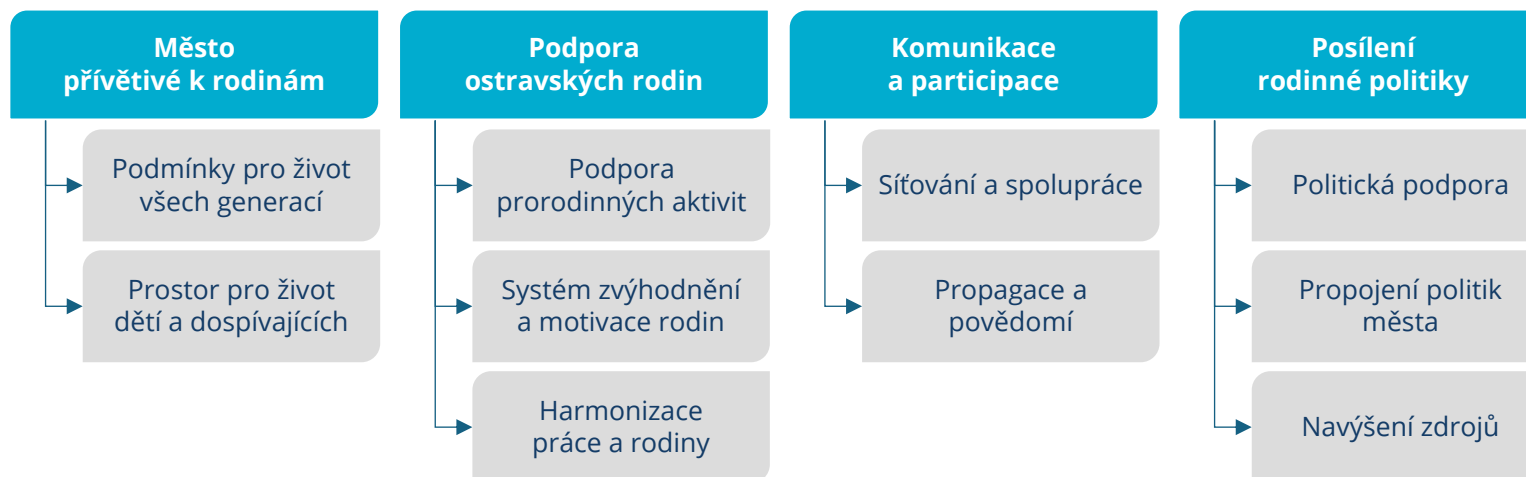 Město
přívětivé k rodinám
Podmínky pro život
všech generací
Prostor pro život
dětí a dospívajících
Podpora
ostravských rodin
Podpora
prorodinných aktivit
Systém zvýhodnění
a motivace rodin
Harmonizace
práce a rodiny
Komunikace
a participace
Síťování a spolupráce
Propagace a
povědomí
Posílení
rodinné politiky
Politická podpora
Propojení politik
města
Navýšení zdrojů